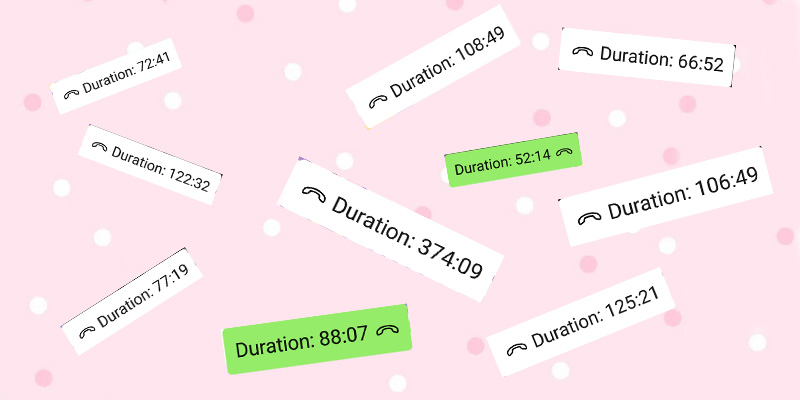 Duration: 72:41
Duration: 108:49
Duration: 66:52
Duration: 122:32
Duration: 52:14
Duration: 374:09
Duration: 106:49
Duration: 77:19
Duration: 88:07
Duration: 125:21